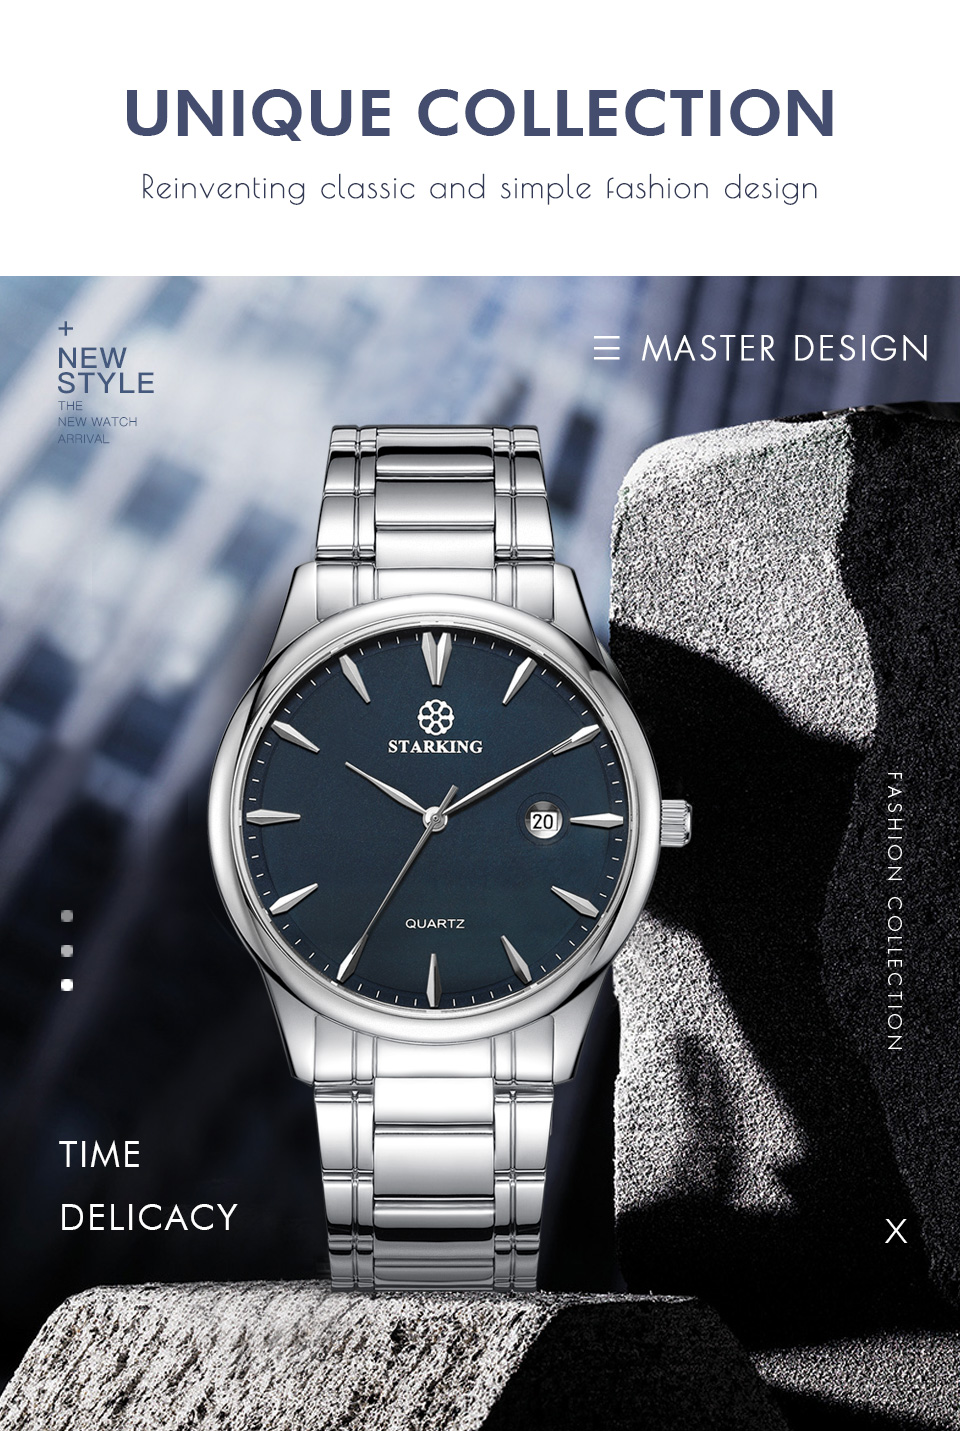 UNIQUE COLLECTION
Reinventing classic and simple fashion design
+
NEW
STYLE
THE
NEW WATCH
ARRIVAL
MASTER DESIGN
STARKING
20
QUARTZ
FASHION COLLECTION
TIME
DELICACY
X